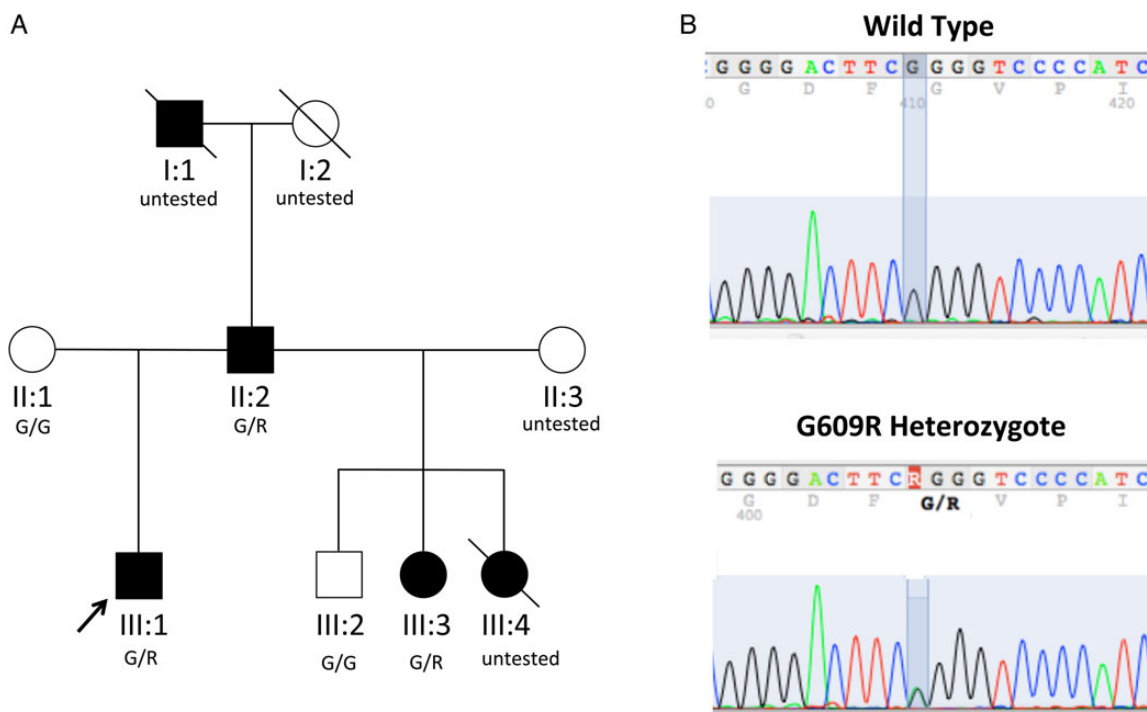 A
I:1
untested
I:2
untested
II:1
G/G
II:2
G/R
II:3
untested
III:1
G/R
III:2
G/G
III:3
G/R
III:4
untested
B
Wild Type
G G G G A C T T C G G G G T C C C C A T C
G D F G V P I
0 410 420
G609R Heterozygote
G G G G A C T T C R G G G T C C C C A T C
G D F G/R V P I
400